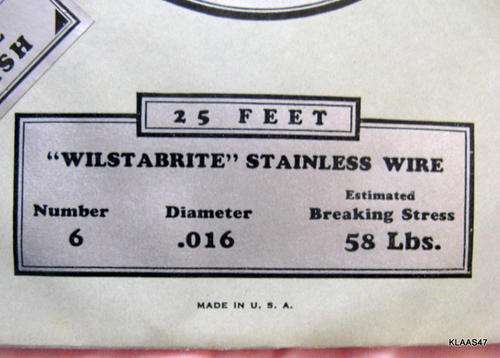 SH
25 FEET
"WILSTABRITE" STAINLESS WIRE
Number
6
Diameter
.016
Estimated
Breaking Stress
58 Lbs.
MADE IN U. S. A.
KLAAS47